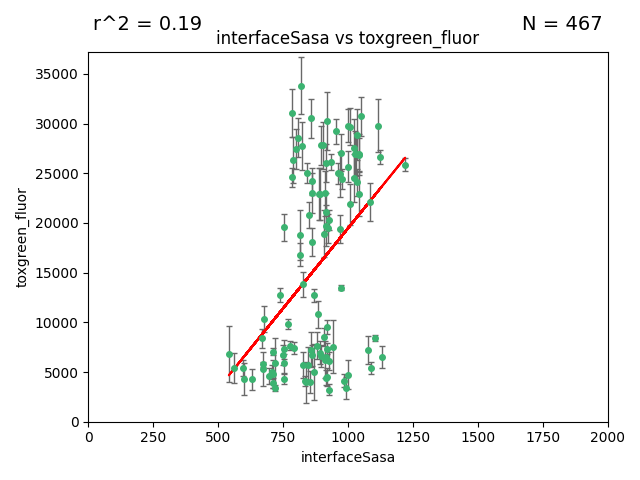 r^2 = 0.19
N = 467
interfaceSasa vs toxgreen_fluor
35000
30000
25000
20000
15000
10000
5000
0
toxgreen_fluor
0 250 500 750 1000 1250 1500 1750 2000
interfaceSasa